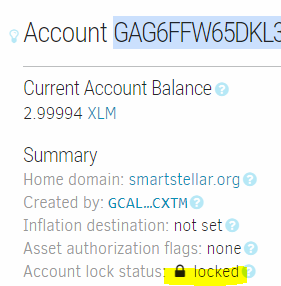 Account GAG6FFW65DKL3
Current Account Balance
2.99994 XLM
Summary
Home domain: smartstellar.org
Created by: GCAL…CXTM
Inflation destination: not set
Asset authorization flags: none
Account lock status: locked